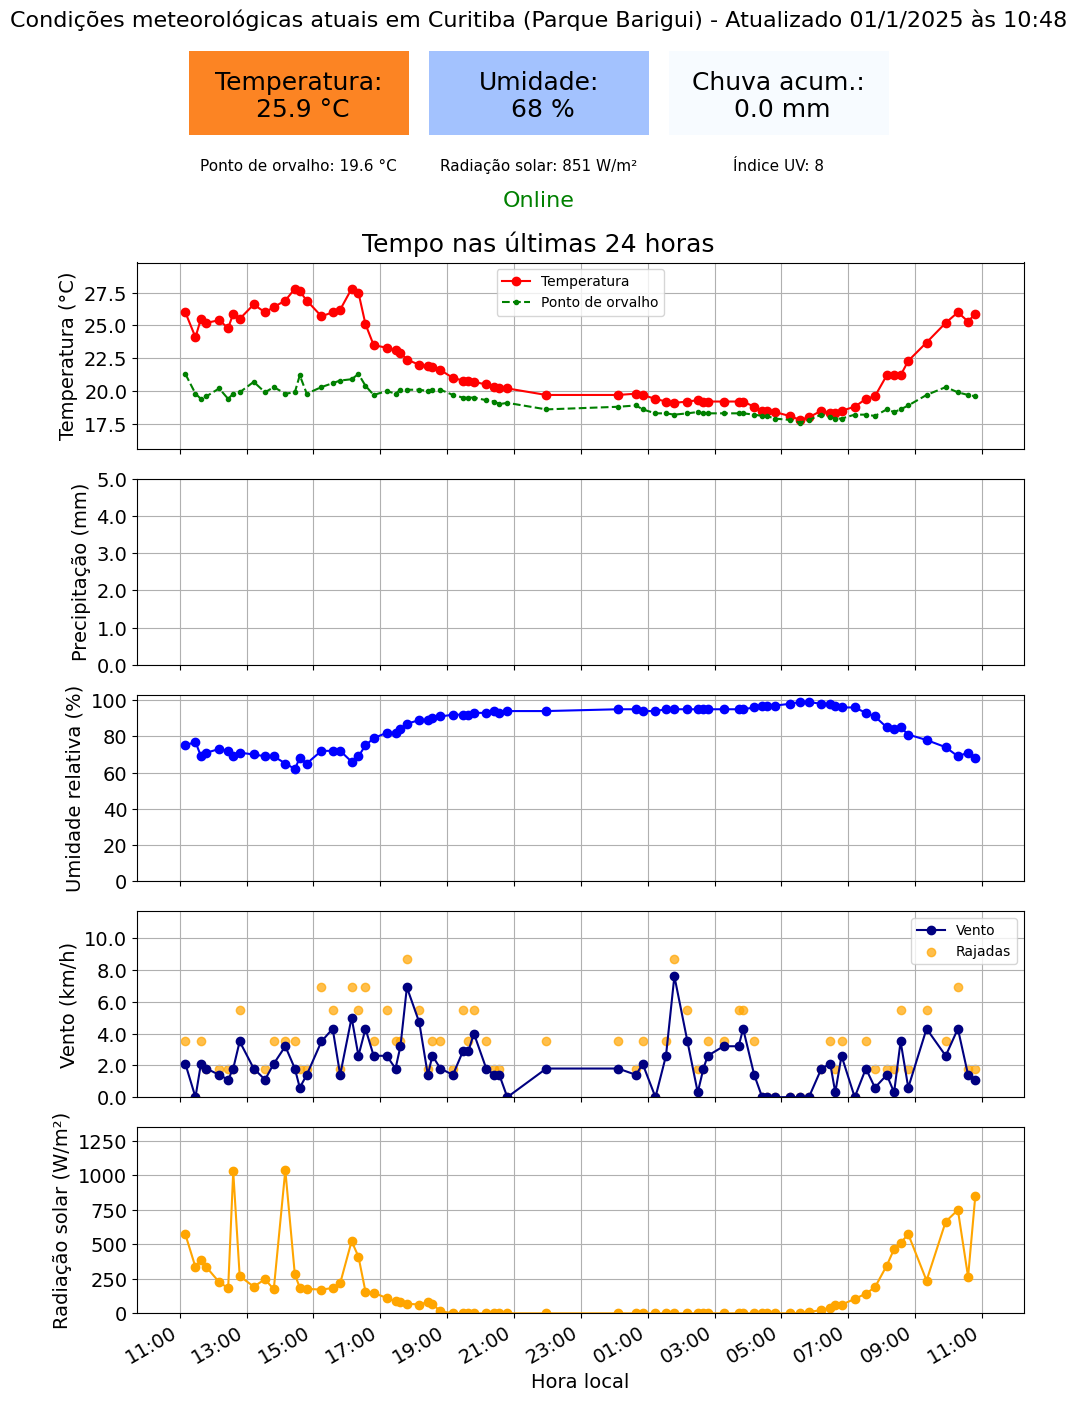 Condições meteorológicas atuais em Curitiba (Parque Barigui) - Atualizado 01/1/2025 às 10:48
Temperatura:
25.9 °C
Umidade:
68 %
Chuva acum.:
0.0 mm
Ponto de orvalho: 19.6 °C
Radiação solar: 851 W/m²
Índice UV: 8
Online
Tempo nas últimas 24 horas
Temperatura (°C)
27.5
25.0
22.5
20.0
17.5
Temperatura
Ponto de orvalho
Precipitação (mm)
5.0
4.0
3.0
2.0
1.0
0.0
Umidade relativa (%)
100
80
60
40
20
0
Vento (km/h)
10.0
8.0
6.0
4.0
2.0
0.0
Vento
Rajadas
Radiação solar (W/m²)
1250
1000
750
500
250
0
11:00
13:00
15:00
17:00
19:00
21:00
23:00
01:00
03:00
05:00
07:00
09:00
11:00
Hora local